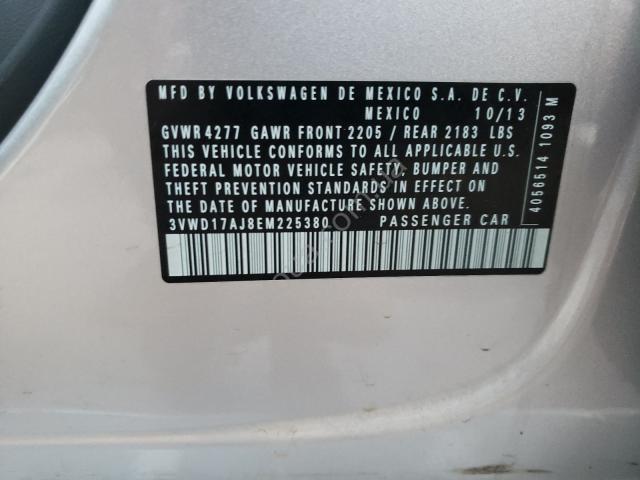 MFD BY VOLKSWAGEN DE MEXICO S.A. DE C.V.
MEXICO 10/13
GVWR 4277 GAWR FRONT 2205 / REAR 2183 LBS
THIS VEHICLE CONFORMS TO ALL APPLICABLE U.S.
FEDERAL MOTOR VEHICLE SAFETY, BUMPER AND
THEFT PREVENTION STANDARDS IN EFFECT ON
THE DATE OF MANUFACTURE SHOWN ABOVE.
3VWD17AJ8EM225380 PASSENGER CAR
4056514 1093 M